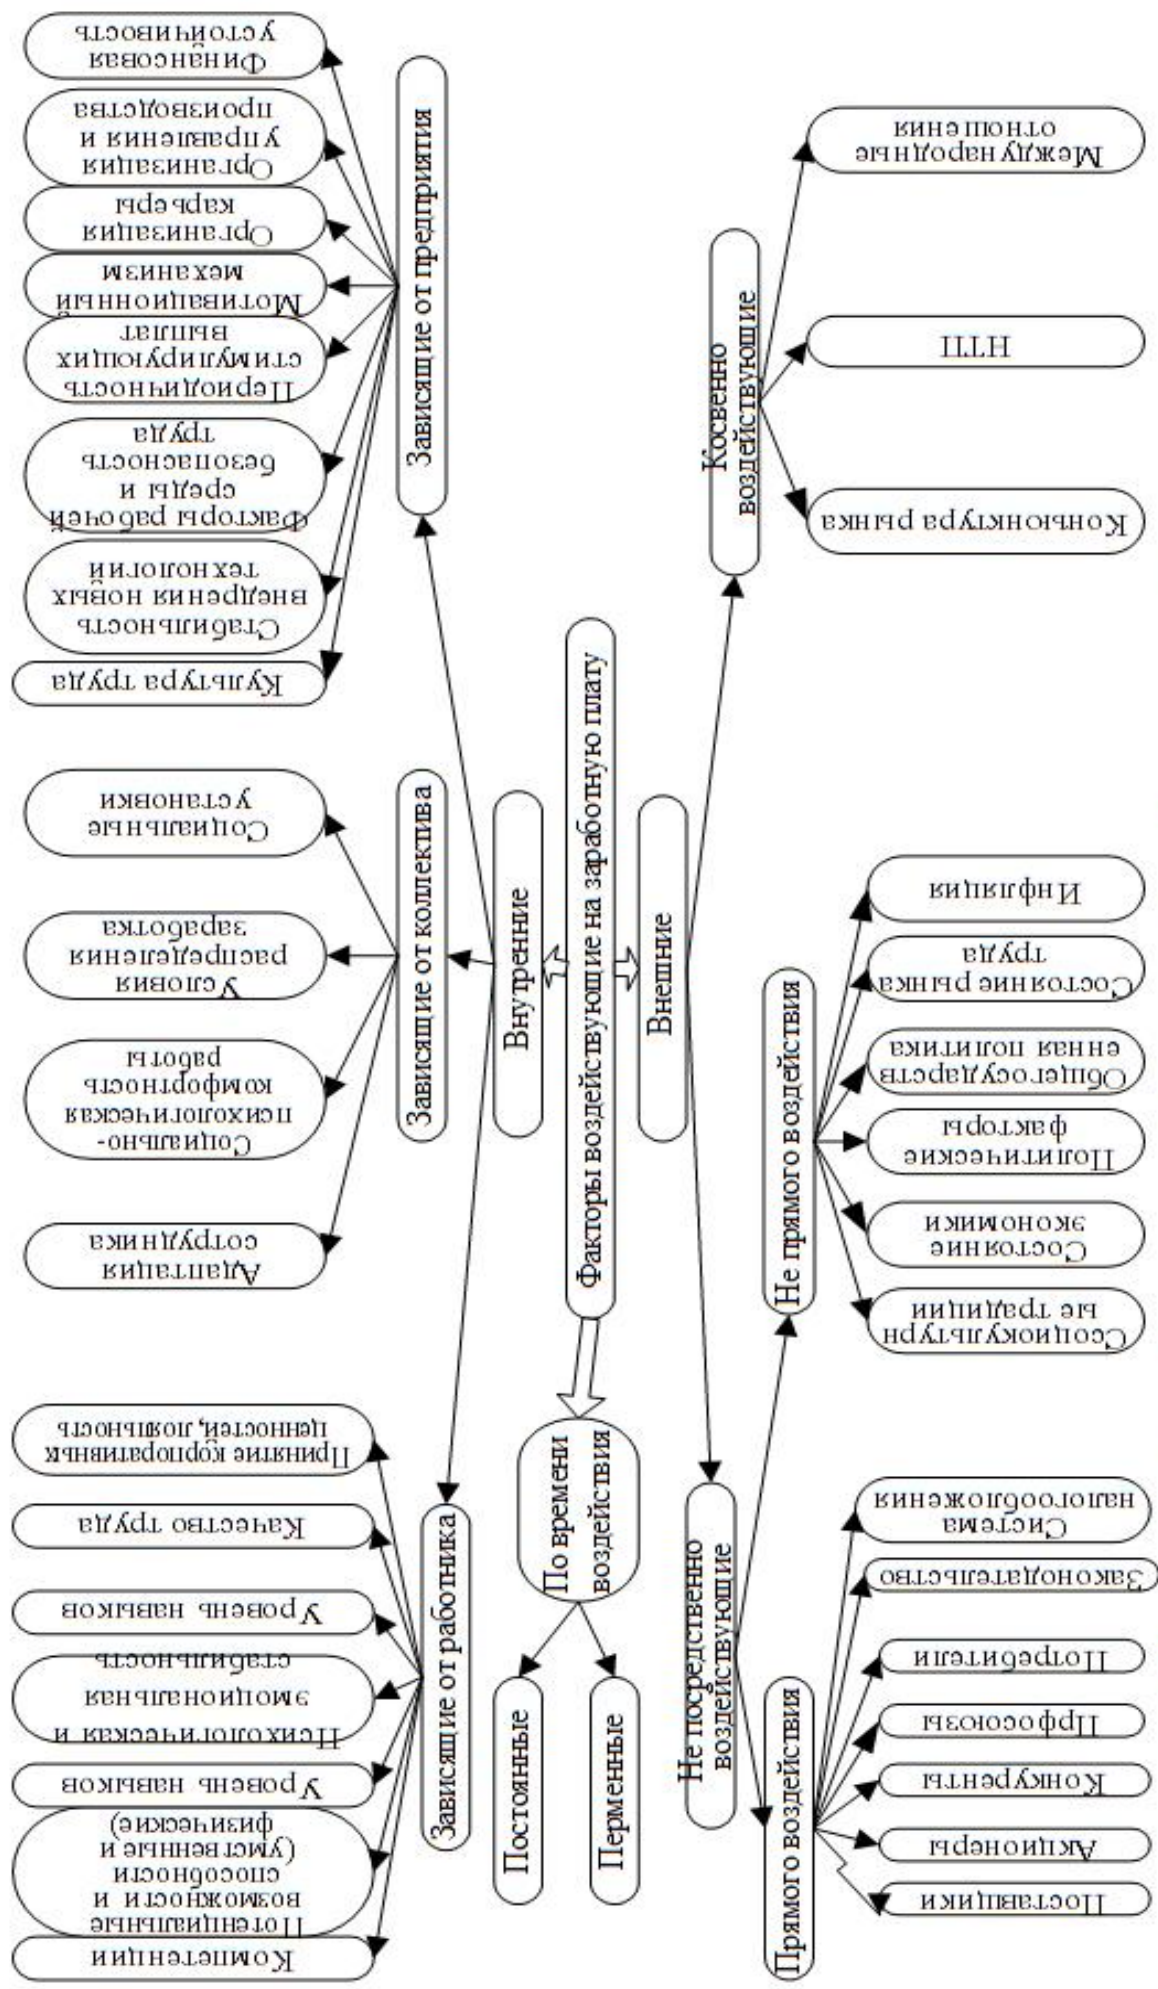 Факторы воздействующие на заработную плату
Внутренние
Зависящие от работника
Компетенции
Потенциальные
возможности и
способности
(умственные и
физические)
Уровень навыков
Психологическая и
эмоциональная
стабильность
Уровень навыков
Качество труда
Принятие корпоративных
ценностей, лояльность
Зависящие от коллектива
Адаптация
сотрудника
Социально-
психологическая
комфортность
работы
Условия
распределения
заработка
Социальные
установки
Зависящие от предприятия
Культура труда
Стабильность
внедрения новых
технологий
Факторы рабочей
среды и
безопасность
труда
Периодичность
стимулирующих
выплат
Мотивационный
механизм
Организация
карьеры
Организация
управления и
производства
Финансовая
устойчивость
По времени
воздействия
Постоянные
Перменные
Внешние
Не посредственно
воздействующие
Прямого воздействия
Поставщики
Акционеры
Конкуренты
Прфосоюзы
Потребители
Законодательство
Система
налогообложения
Не прямого воздействия
Ссоциокультурн
ые традиции
Состояние
экономики
Политические
факторы
Общегосударств
енная политика
Состояние рынка
труда
Инфляция
Косвенно
воздействующие
Конъюнктура рынка
НТП
Международные
отношения